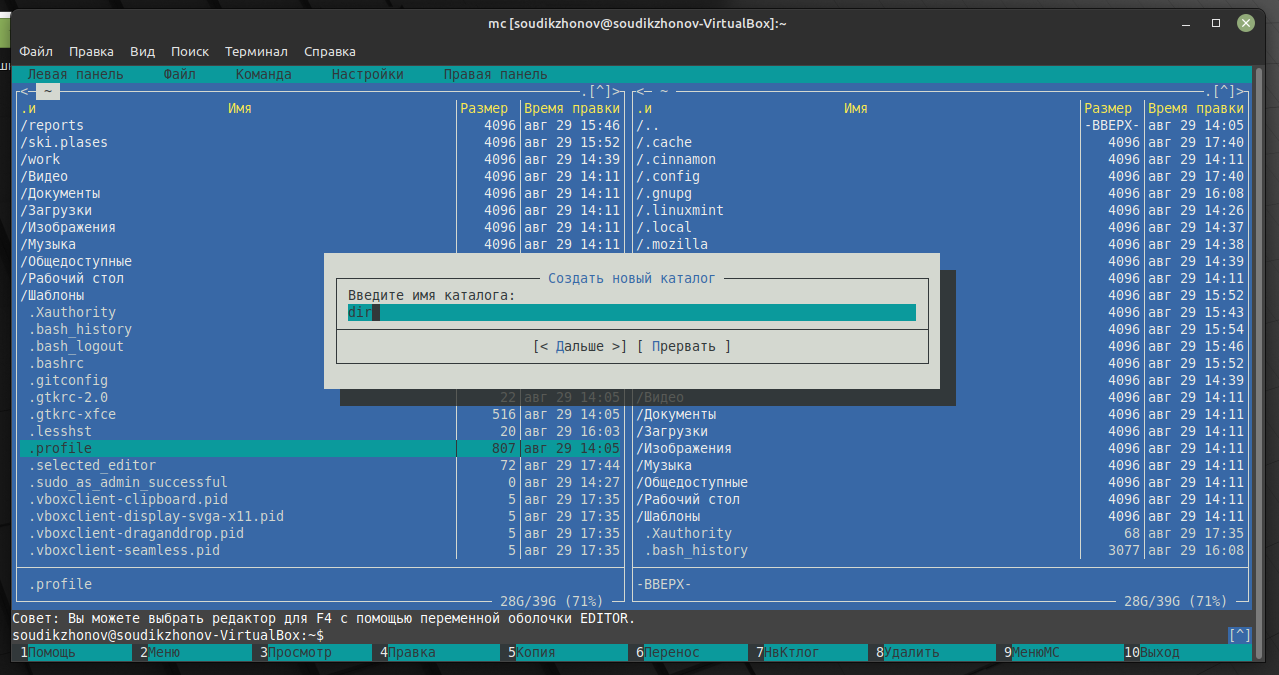 mc [soudikzhonov@soudikzhonov-VirtualBox]:~
Файл Правка Вид Поиск Терминал Справка
Левая панель Файл Команда Настройки Правая панель
<─ ~ ─.[^]>
.и Имя Размер Время правки
/reports 4096 авг 29 15:46
/ski.plases 4096 авг 29 15:52
/work 4096 авг 29 14:39
/Видео 4096 авг 29 14:11
/Документы 4096 авг 29 14:11
/Загрузки 4096 авг 29 14:11
/Изображения 4096 авг 29 14:11
/Музыка 4096 авг 29 14:11
/Общедоступные
/Рабочий стол
/Шаблоны
.Xauthority
.bash_history
.bash_logout
.bashrc
.gitconfig
.gtkrc-2.0 22 авг 29 14:05
.gtkrc-xfce 516 авг 29 14:05
.lesshst 20 авг 29 16:03
.profile 807 авг 29 14:05
.selected_editor 72 авг 29 17:44
.sudo_as_admin_successful 0 авг 29 14:27
.vboxclient-clipboard.pid 5 авг 29 17:35
.vboxclient-display-svga-x11.pid 5 авг 29 17:35
.vboxclient-draganddrop.pid 5 авг 29 17:35
.vboxclient-seamless.pid 5 авг 29 17:35
.profile
28G/39G (71%)
<─ ~ ─.[^]>
.и Имя Размер Время правки
/.. -ВВЕРХ- авг 29 14:05
/.cache 4096 авг 29 17:40
/.cinnamon 4096 авг 29 14:11
/.config 4096 авг 29 17:40
/.gnupg 4096 авг 29 16:08
/.linuxmint 4096 авг 29 14:26
/.local 4096 авг 29 14:37
/.mozilla 4096 авг 29 14:38
4096 авг 29 14:39
4096 авг 29 14:11
4096 авг 29 15:52
4096 авг 29 15:43
4096 авг 29 15:54
4096 авг 29 15:46
4096 авг 29 15:52
4096 авг 29 14:39
/Видео 4096 авг 29 14:11
/Документы 4096 авг 29 14:11
/Загрузки 4096 авг 29 14:11
/Изображения 4096 авг 29 14:11
/Музыка 4096 авг 29 14:11
/Общедоступные 4096 авг 29 14:11
/Рабочий стол 4096 авг 29 14:11
/Шаблоны 4096 авг 29 14:11
.Xauthority 68 авг 29 17:35
.bash_history 3077 авг 29 16:08
-ВВЕРХ-
28G/39G (71%)
Создать новый каталог
Введите имя каталога:
dir
[< Дальше >] [ Прервать ]
Совет: Вы можете выбрать редактор для F4 с помощью переменной оболочки EDITOR.
soudikzhonov@soudikzhonov-VirtualBox:~$ [^]
1Помощь 2Меню 3Просмотр 4Правка 5Копия 6Перенос 7НвКтлог 8Удалить 9МенюMC 10Выход